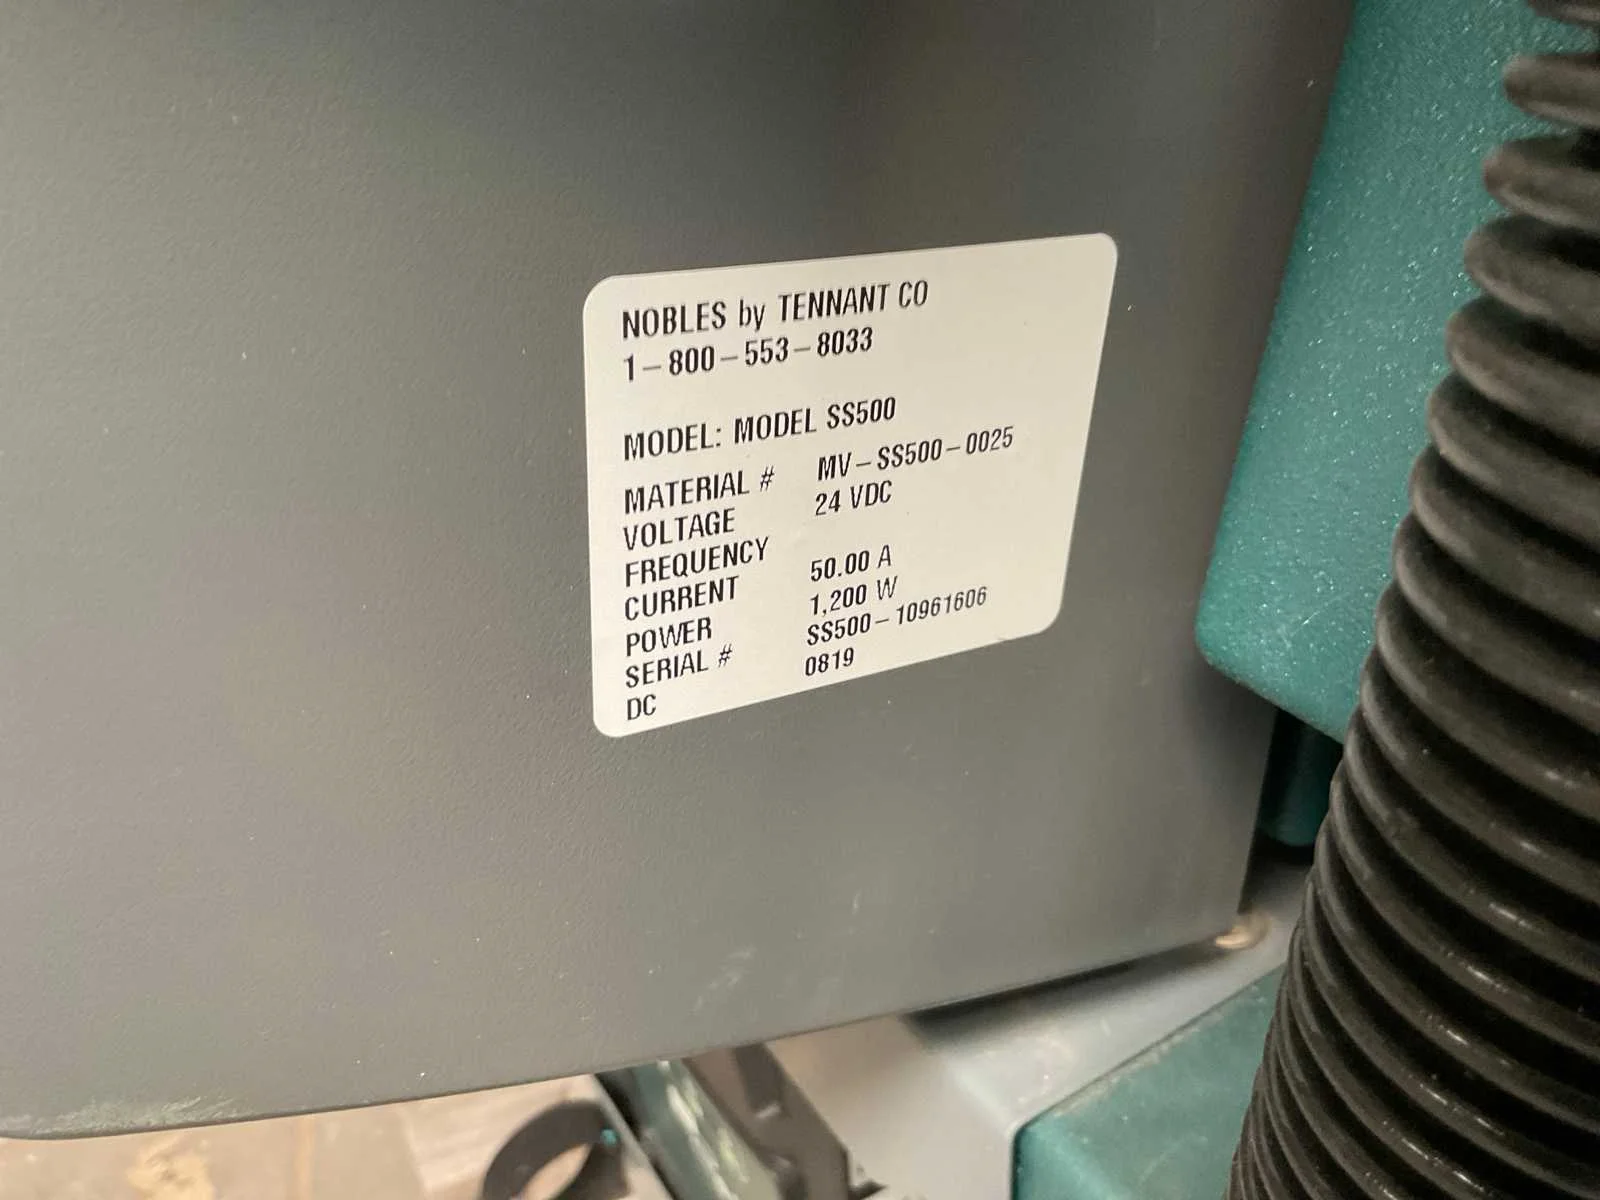 NOBLES by TENNANT CO
1-800-553-8033
MODEL: MODEL SS500
MATERIAL # MV-SS500-0025
VOLTAGE 24 VDC
FREQUENCY
CURRENT 50.00 A
POWER 1,200 W
SERIAL # SS500-10961606
DC 0819